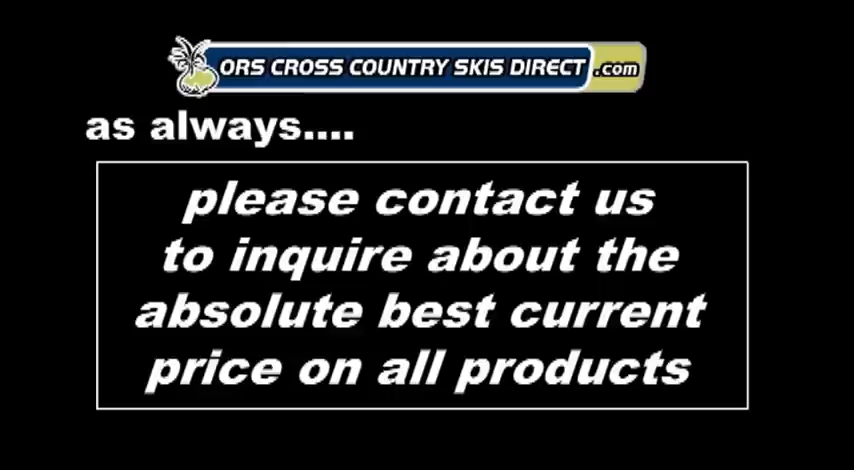 ORS CROSS COUNTRY SKIS DIRECT .com
as always....
please contact us
to inquire about the
absolute best current
price on all products